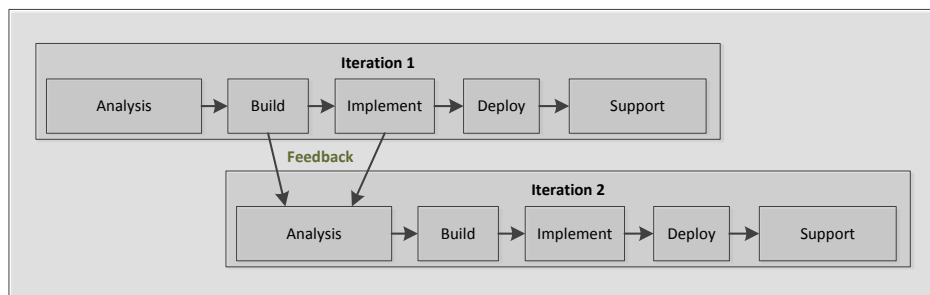 Iteration 1
Analysis Build Implement Deploy Support
Feedback
Iteration 2
Analysis Build Implement Deploy Support